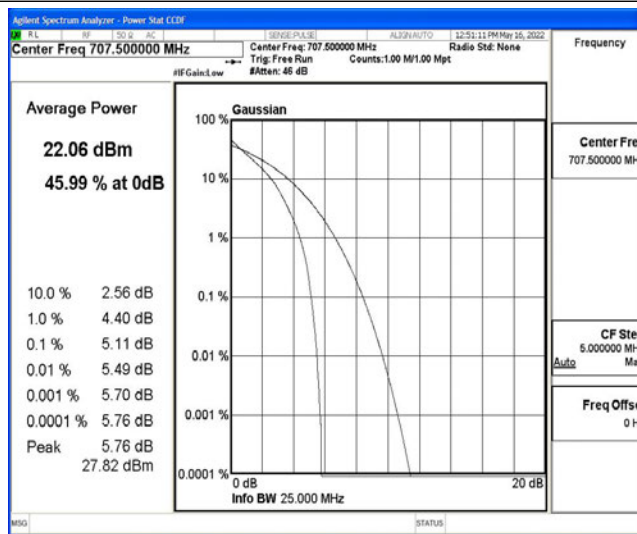 Agilent Spectrum Analyzer - Power Stat CCDF
RL RF 50 Ω AC SENSE:PULSE ALIGNAUTO 12:51:11 PM May 16, 2022
Center Freq 707.500000 MHz
Center Freq: 707.500000 MHz Radio Std: None
Trig: Free Run Counts:1.00 M/1.00 Mpt
#IFGain:Low #Atten: 46 dB
Frequency
Average Power
22.06 dBm
45.99 % at 0dB
10.0 % 2.56 dB
1.0 % 4.40 dB
0.1 % 5.11 dB
0.01 % 5.49 dB
0.001 % 5.70 dB
0.0001 % 5.76 dB
Peak 5.76 dB
27.82 dBm
Gaussian
100 %
10 %
1 %
0.1 %
0.01 %
0.001 %
0.0001 %
0 dB 20 dB
Info BW 25.000 MHz
Center Fre
707.500000 MH
CF Ste
5.000000 MH
Auto Ma
Freq Offse
0 H
MSG STATUS